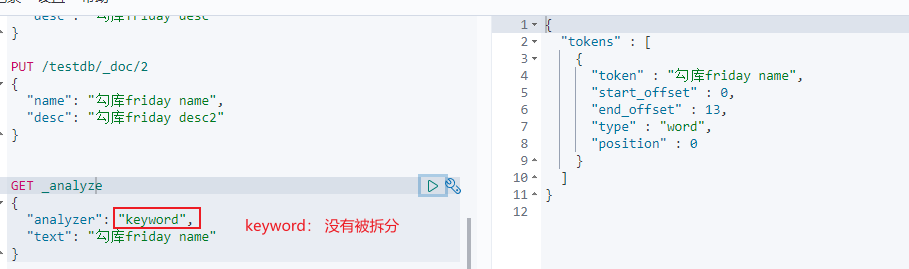 "desc": "勾库friday desc"
}
PUT /testdb/_doc/2
{
"name": "勾库friday name",
"desc": "勾库friday desc2"
}
GET _analyze
{
"analyzer": "keyword",
"text": "勾库friday name"
}
keyword： 没有被拆分
1 {
2 "tokens" : [
3 {
4 "token" : "勾库friday name",
5 "start_offset" : 0,
6 "end_offset" : 13,
7 "type" : "word",
8 "position" : 0
9 }
10 ]
11 }
12